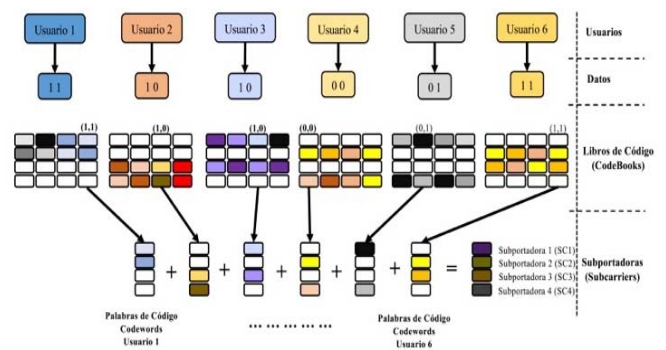 Usuario 1 Usuario 2 Usuario 3 Usuario 4 Usuario 5 Usuario 6 Usuarios
1 1 1 0 1 0 0 0 0 1 1 1 Datos
(1,1) (1,0) (1,0) (0,0) (0,1) (1,1)
Libros de Código
(CodeBooks)
Subportadora 1 (SC1)
Subportadora 2 (SC2)
Subportadora 3 (SC3)
Subportadora 4 (SC4)
+ + + + + =
Subportadoras
(Subcarriers)
Palabras de Código
Codewords
Usuario 1
... ... ... ... ...
Palabras de Código
Codewords
Usuario 6